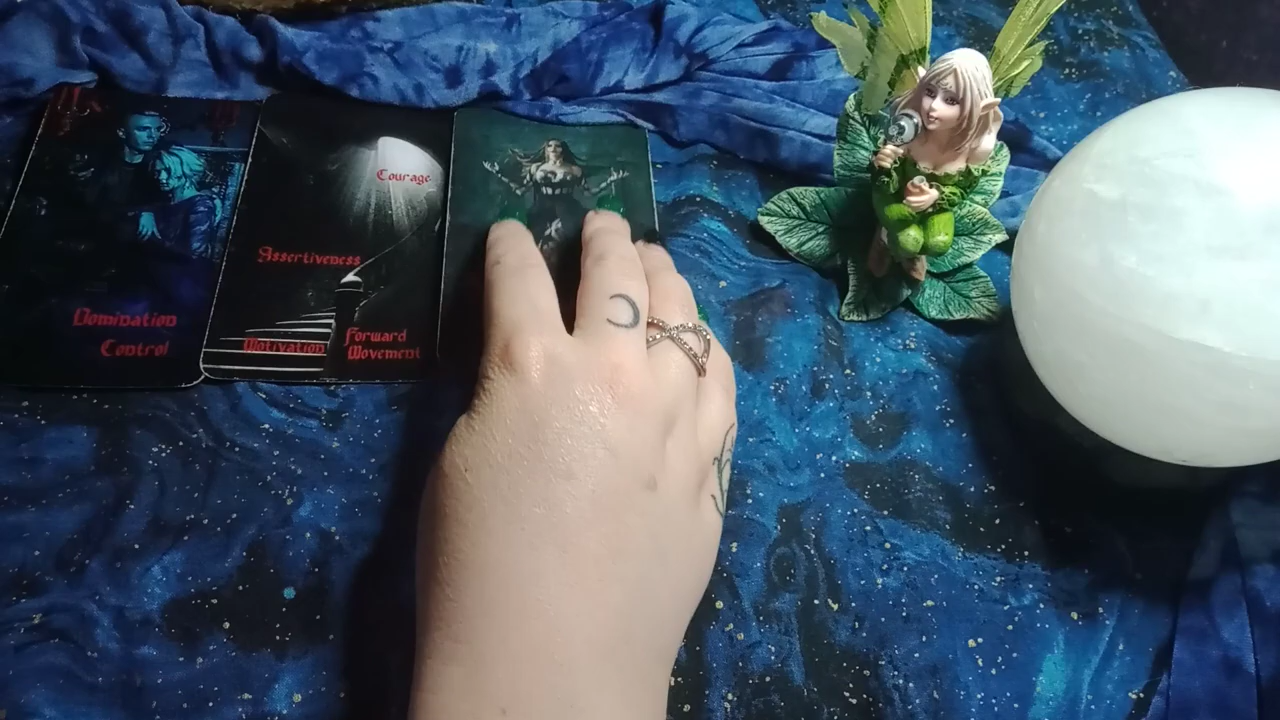 Domination
Control
Courage
Assertiveness
Motivation
Forward
Movement